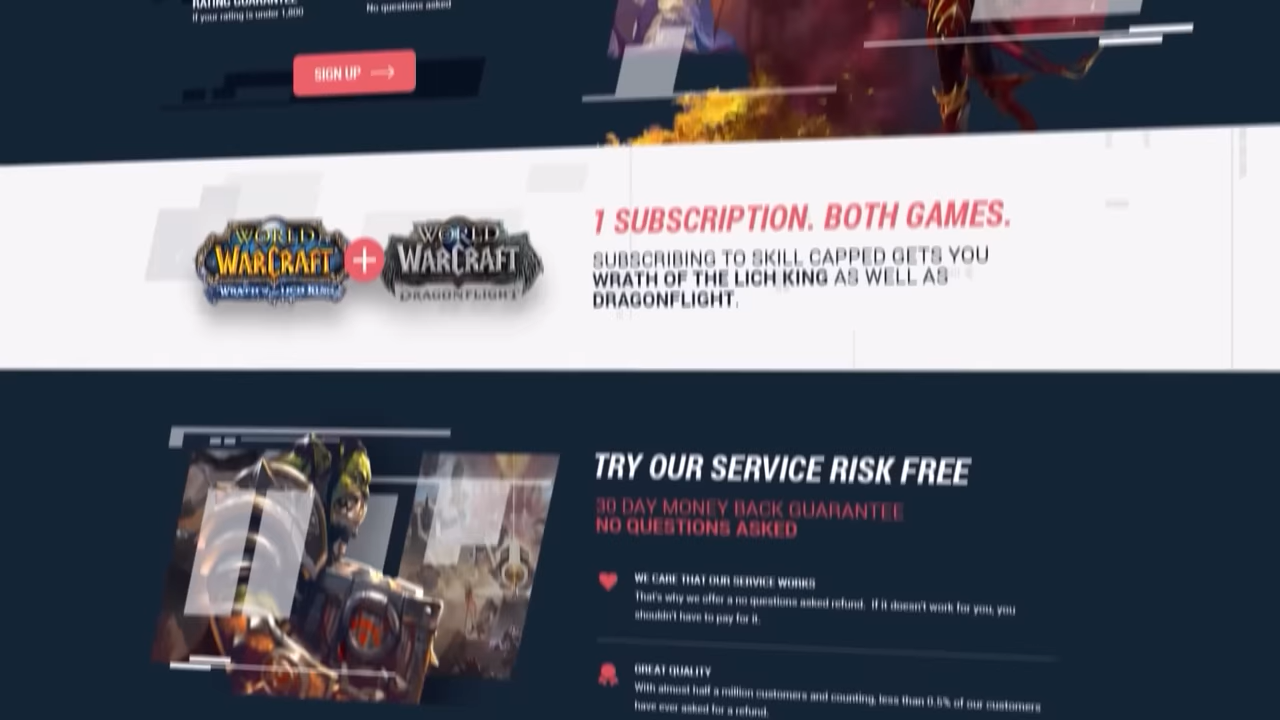 RATING GUARANTEE
If your rating is under 1,800
No questions asked
SIGN UP
WORLD WARCRAFT
WRATH OF THE LICH KING
WORLD WARCRAFT
DRAGONFLIGHT
1 SUBSCRIPTION. BOTH GAMES.
SUBSCRIBING TO SKILL CAPPED GETS YOU
WRATH OF THE LICH KING AS WELL AS
DRAGONFLIGHT.
TRY OUR SERVICE RISK FREE
30 DAY MONEY BACK GUARANTEE
NO QUESTIONS ASKED
WE CARE THAT OUR SERVICE WORKS
That's why we offer a no questions asked refund. If it doesn't work for you, you
shouldn't have to pay for it.
GREAT QUALITY
With almost half a million customers and counting, less than 0.5% of our customers
have ever asked for a refund.